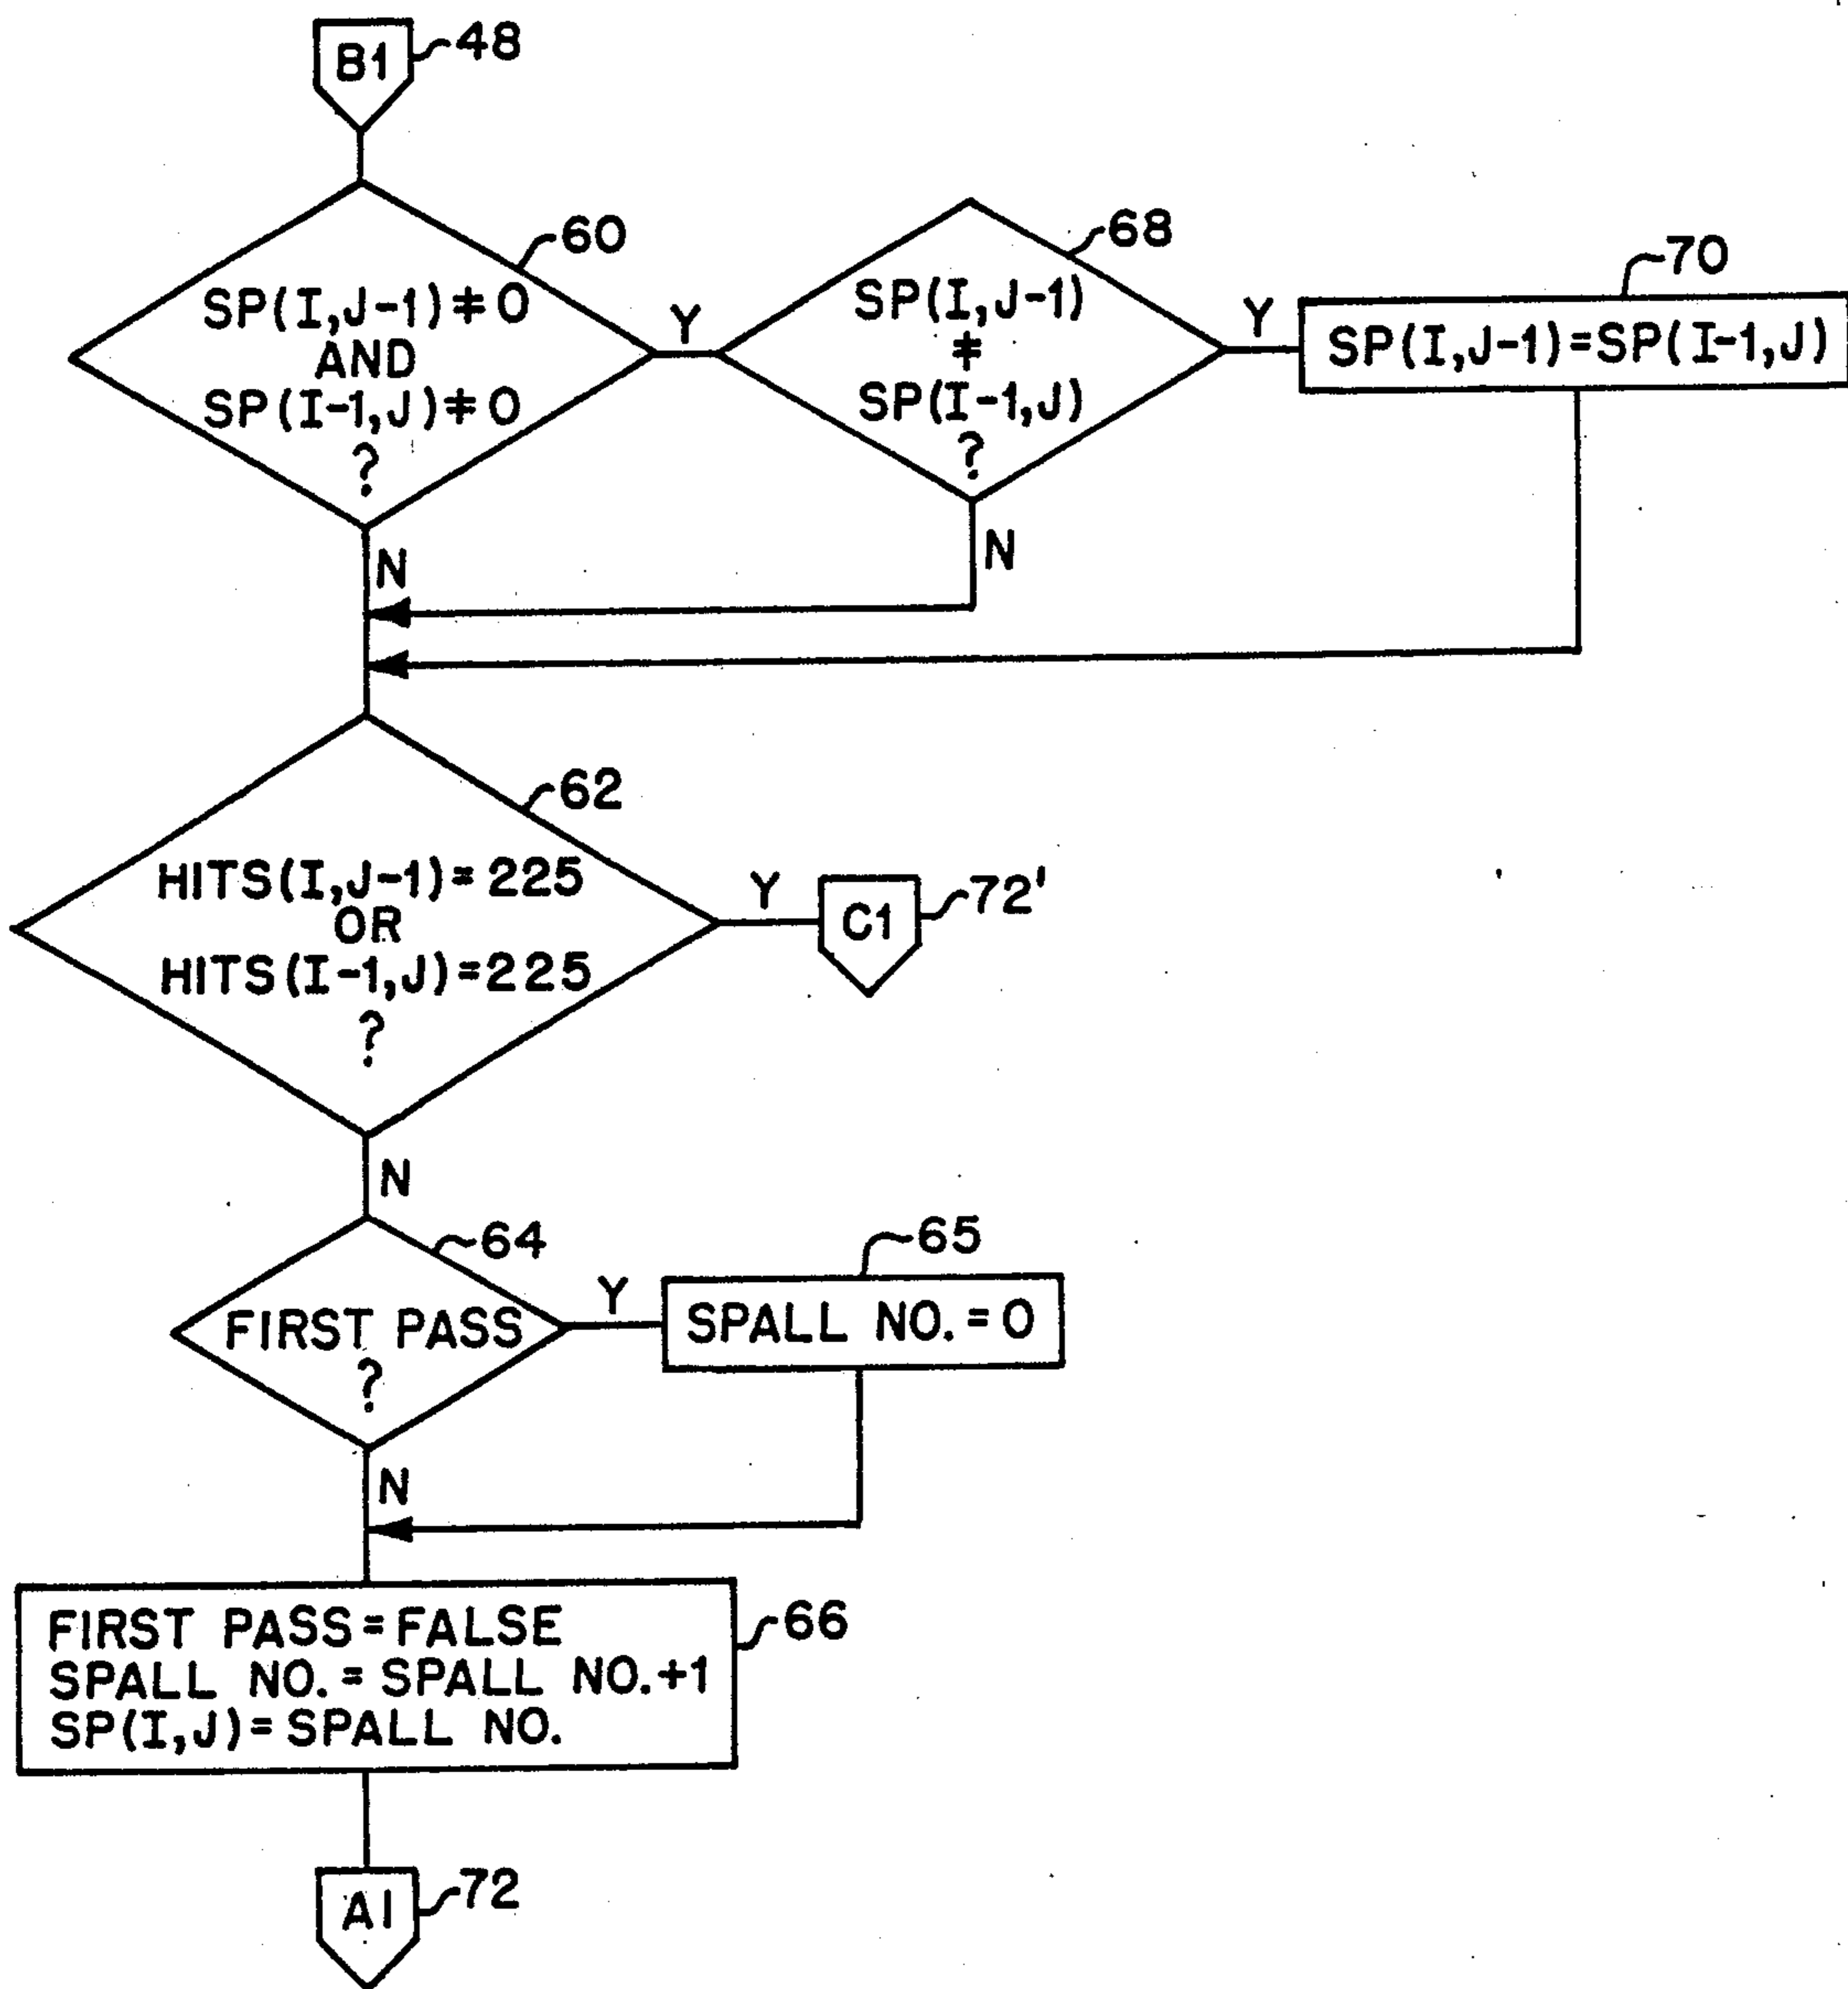 B1
48
60
SP(I,J-1)≠0
AND
SP(I-1,J)≠0
?
Y
N
68
SP(I,J-1)
≠
SP(I-1,J)
?
Y
N
70
SP(I,J-1)=SP(I-1,J)
62
HITS(I,J-1)=225
OR
HITS(I-1,J)=225
?
Y
N
C1
72'
64
FIRST PASS
?
Y
N
65
SPALL NO.=0
66
FIRST PASS=FALSE
SPALL NO.=SPALL NO.+1
SP(I,J)=SPALL NO.
A1
72